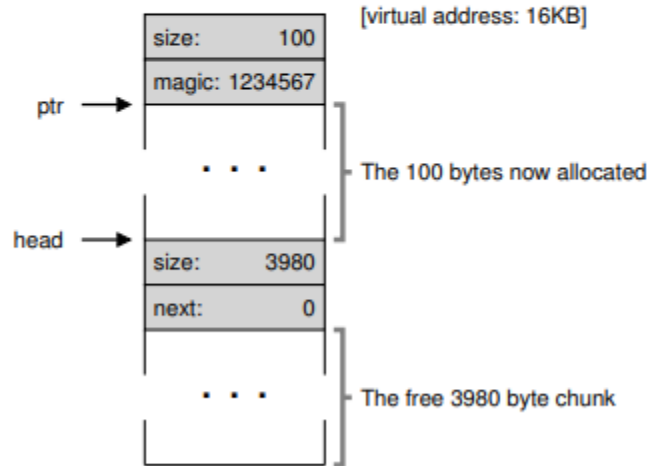 [virtual address: 16KB]
size: 100
magic: 1234567
ptr
The 100 bytes now allocated
head
size: 3980
next: 0
The free 3980 byte chunk